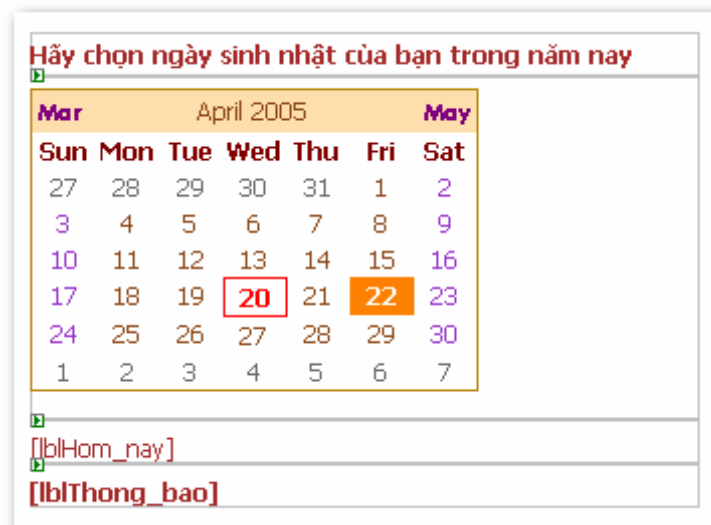 Hãy chọn ngày sinh nhật của bạn trong năm nay
Mar April 2005 May
Sun Mon Tue Wed Thu Fri Sat
27 28 29 30 31 1 2
3 4 5 6 7 8 9
10 11 12 13 14 15 16
17 18 19 20 21 22 23
24 25 26 27 28 29 30
1 2 3 4 5 6 7
[lblHom_nay]
[lblThong_bao]